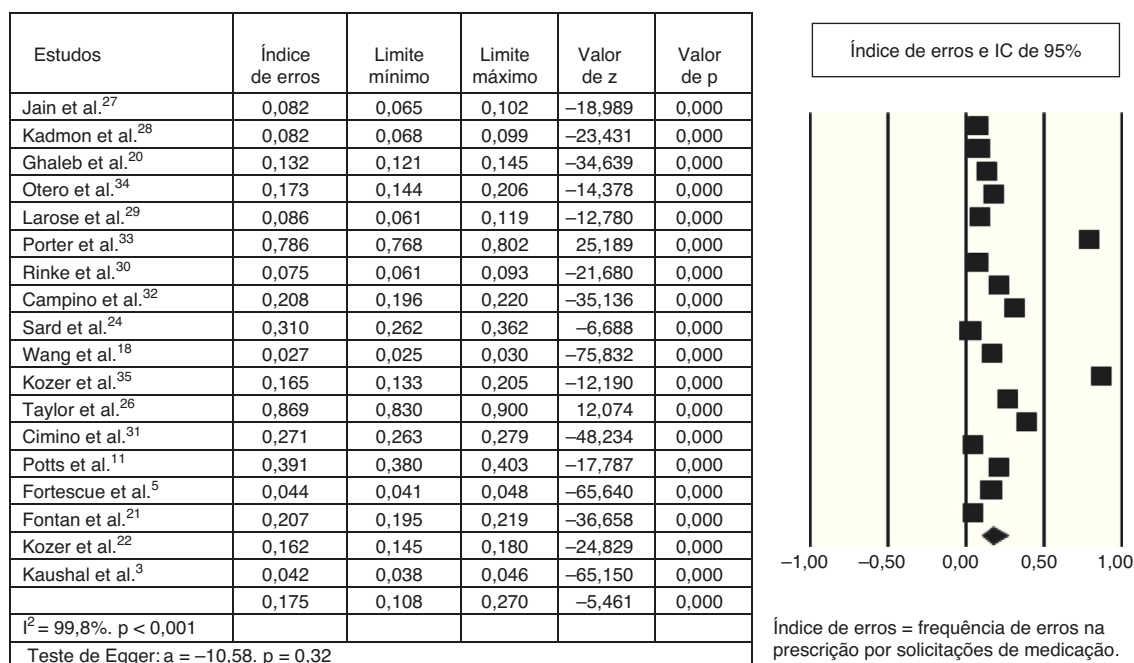 Estudos Índice de erros Limite mínimo Limite máximo Valor de z Valor de p
Jain et al.27 0,082 0,065 0,102 –18,989 0,000
Kadmon et al.28 0,082 0,068 0,099 –23,431 0,000
Ghaleb et al.20 0,132 0,121 0,145 –34,639 0,000
Otero et al.34 0,173 0,144 0,206 –14,378 0,000
Larose et al.29 0,086 0,061 0,119 –12,780 0,000
Porter et al.33 0,786 0,768 0,802 25,189 0,000
Rinke et al.30 0,075 0,061 0,093 –21,680 0,000
Campino et al.32 0,208 0,196 0,220 –35,136 0,000
Sard et al.24 0,310 0,262 0,362 –6,688 0,000
Wang et al.18 0,027 0,025 0,030 –75,832 0,000
Kozer et al.35 0,165 0,133 0,205 –12,190 0,000
Taylor et al.26 0,869 0,830 0,900 12,074 0,000
Cimino et al.31 0,271 0,263 0,279 –48,234 0,000
Potts et al.11 0,391 0,380 0,403 –17,787 0,000
Fortescue et al.5 0,044 0,041 0,048 –65,640 0,000
Fontan et al.21 0,207 0,195 0,219 –36,658 0,000
Kozer et al.22 0,162 0,145 0,180 –24,829 0,000
Kaushal et al.3 0,042 0,038 0,046 –65,150 0,000
0,175 0,108 0,270 –5,461 0,000
I2 = 99,8%. p < 0,001
Teste de Egger: a = –10,58. p = 0,32
Índice de erros e IC de 95%
–1,00 –0,50 0,00 0,50 1,00
Índice de erros = frequência de erros na
prescrição por solicitações de medicação.